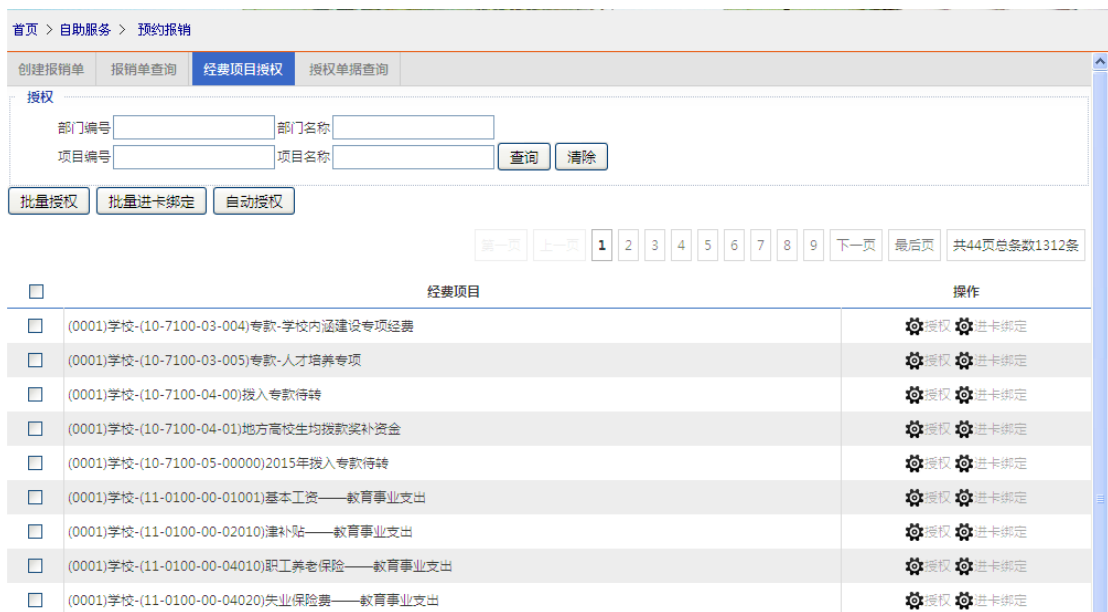 首页 > 自助服务 > 预约报销
创建报销单 报销单查询 经费项目授权 授权单据查询
授权
部门编号 部门名称
项目编号 项目名称 查询 清除
批量授权 批量进卡绑定 自动授权
第一页 上一页 1 2 3 4 5 6 7 8 9 下一页 最后页 共44页总条数1312条
经费项目 操作
(0001)学校-(10-7100-03-004)专款-学校内涵建设专项经费 授权 进卡绑定
(0001)学校-(10-7100-03-005)专款-人才培养专项 授权 进卡绑定
(0001)学校-(10-7100-04-00)拨入专款待转 授权 进卡绑定
(0001)学校-(10-7100-04-01)地方高校生均拨款奖补资金 授权 进卡绑定
(0001)学校-(10-7100-05-00000)2015年拨入专款待转 授权 进卡绑定
(0001)学校-(11-0100-00-01001)基本工资——教育事业支出 授权 进卡绑定
(0001)学校-(11-0100-00-02010)津补贴——教育事业支出 授权 进卡绑定
(0001)学校-(11-0100-00-04010)职工养老保险——教育事业支出 授权 进卡绑定
(0001)学校-(11-0100-00-04020)失业保险费——教育事业支出 授权 进卡绑定